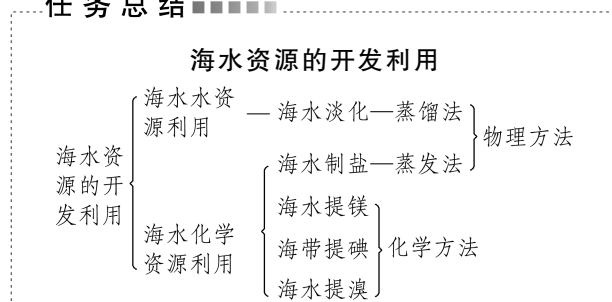 任务总结
海水资源的开发利用
海水水资
源利用
— 海水淡化—蒸馏法
物理方法
海水资
源的开
发利用
海水制盐—蒸发法
海水化学
资源利用
海水提镁
海带提碘
海水提溴
化学方法